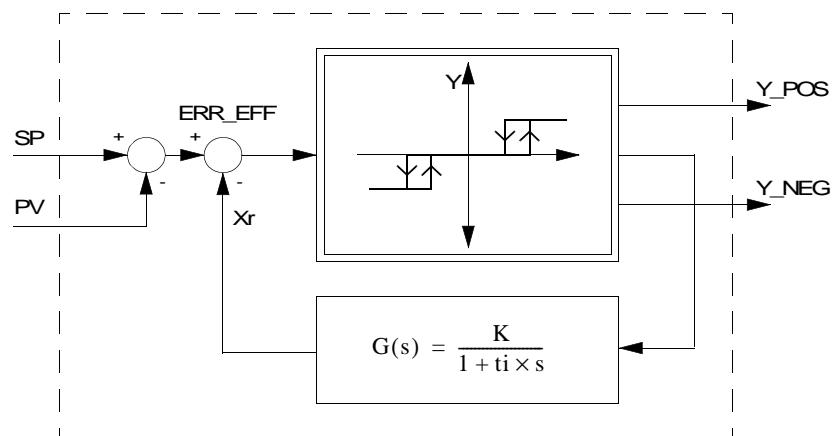 Y
Y_POS
ERR_EFF
SP
+
+
-
-
PV
Xr
Y_NEG
G(s) = K
1 + ti × s